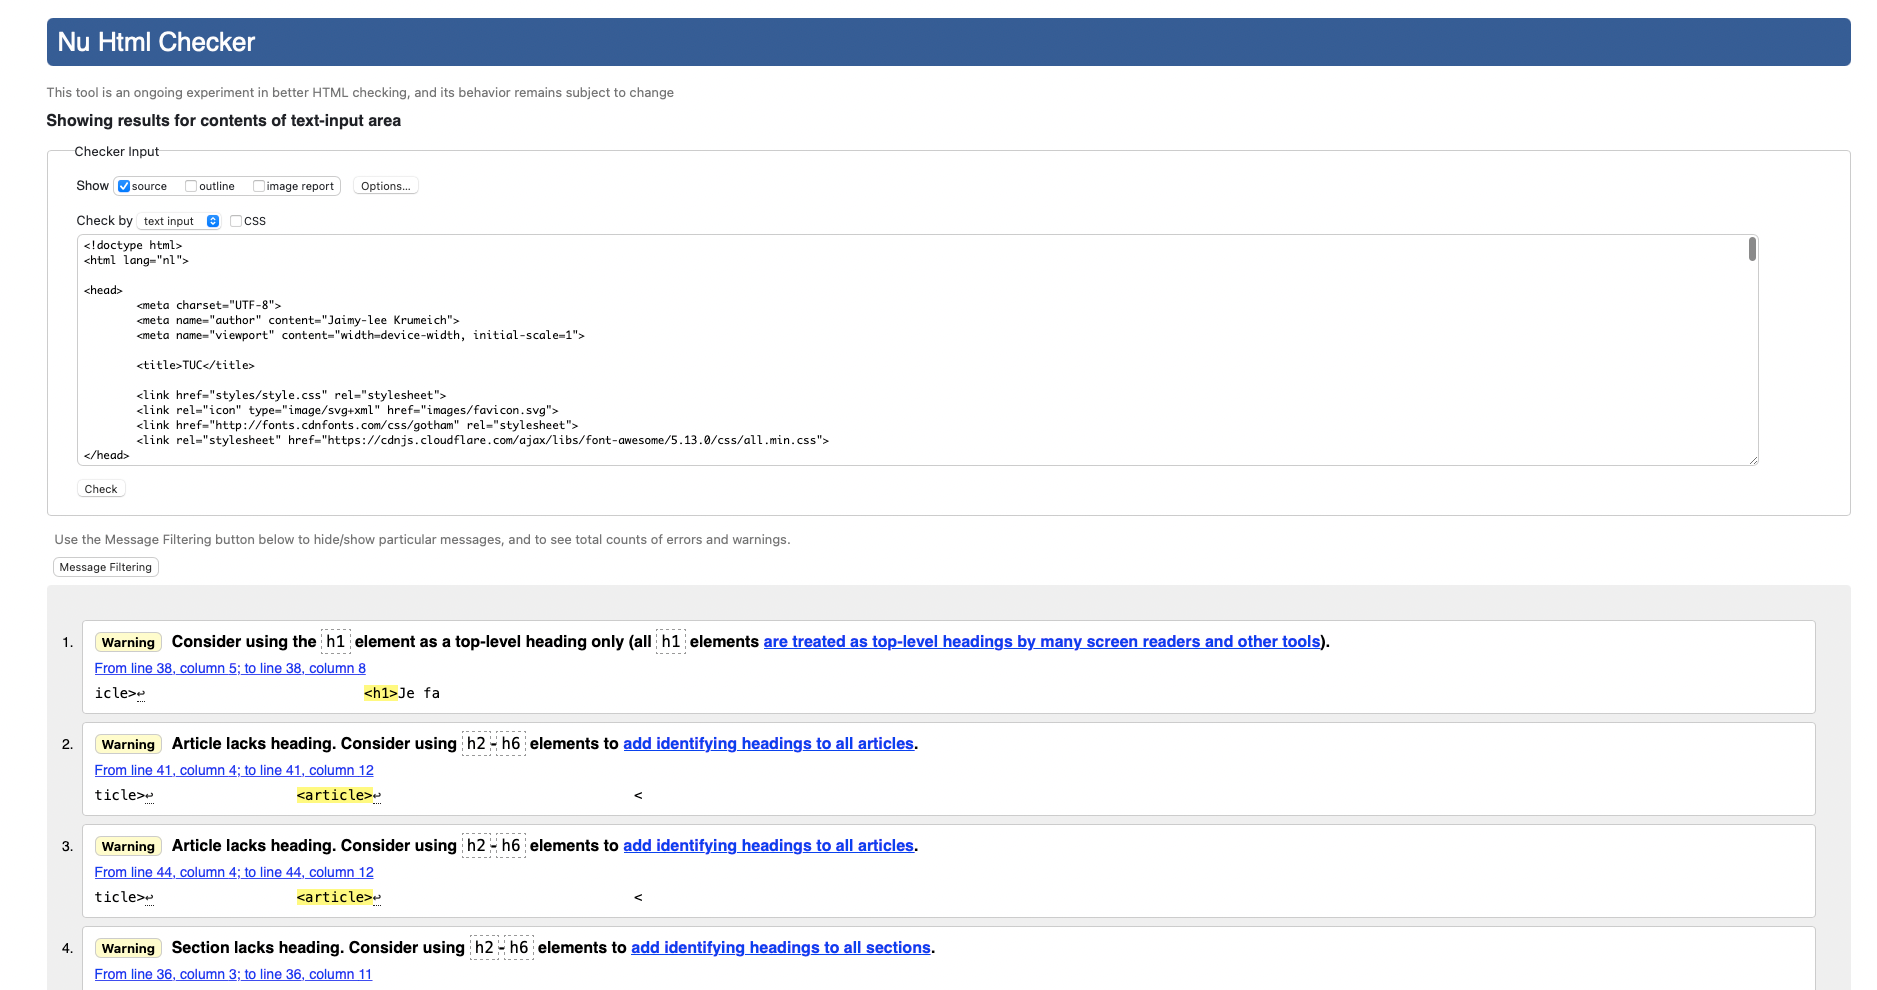 Nu Html Checker
This tool is an ongoing experiment in better HTML checking, and its behavior remains subject to change
Showing results for contents of text-input area
Checker Input
Show source outline image report Options...
Check by text input CSS
<!doctype html>
<html lang="nl">
<head>
<meta charset="UTF-8">
<meta name="author" content="Jaimy-lee Krumeich">
<meta name="viewport" content="width=device-width, initial-scale=1">
<title>TUC</title>
<link href="styles/style.css" rel="stylesheet">
<link rel="icon" type="image/svg+xml" href="images/favicon.svg">
<link href="http://fonts.cdnfonts.com/css/gotham" rel="stylesheet">
<link rel="stylesheet" href="https://cdnjs.cloudflare.com/ajax/libs/font-awesome/5.13.0/css/all.min.css">
</head>
Check
Use the Message Filtering button below to hide/show particular messages, and to see total counts of errors and warnings.
Message Filtering
1. Warning Consider using the h1 element as a top-level heading only (all h1 elements are treated as top-level headings by many screen readers and other tools).
From line 38, column 5; to line 38, column 8
icle>↩ <h1>Je fa
2. Warning Article lacks heading. Consider using h2-h6 elements to add identifying headings to all articles.
From line 41, column 4; to line 41, column 12
ticle>↩ <article>↩ <
3. Warning Article lacks heading. Consider using h2-h6 elements to add identifying headings to all articles.
From line 44, column 4; to line 44, column 12
ticle>↩ <article>↩ <
4. Warning Section lacks heading. Consider using h2-h6 elements to add identifying headings to all sections.
From line 36, column 3; to line 36, column 11